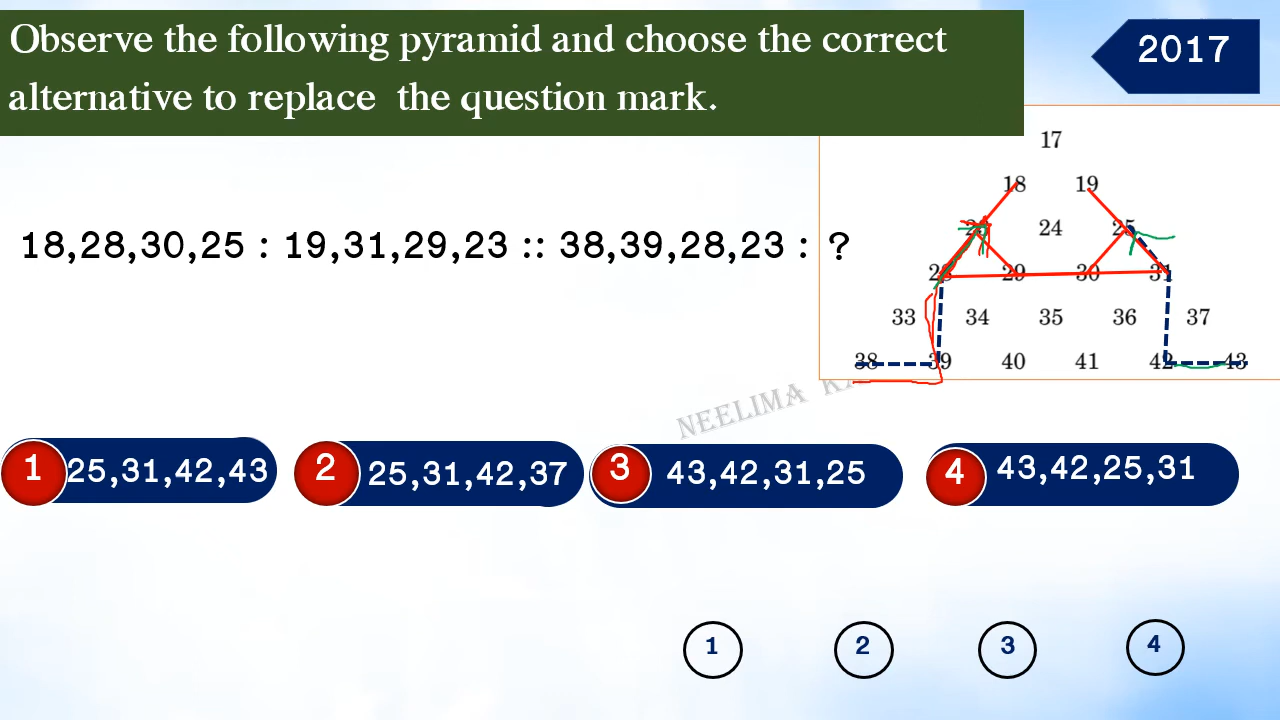 Observe the following pyramid and choose the correct
alternative to replace the question mark.
2017
17
18 19
24 25
28 29 30 31
33 34 35 36 37
38 39 40 41 42 43
18,28,30,25 : 19,31,29,23 :: 38,39,28,23 : ?
NEELIMA
1 25,31,42,43
2 25,31,42,37
3 43,42,31,25
4 43,42,25,31
1 2 3 4